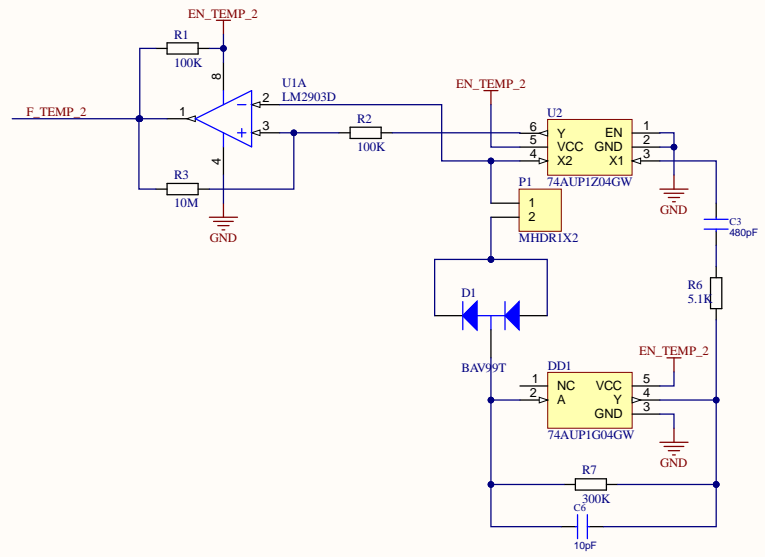 EN_TEMP_2
R1
100K
8
U1A
LM2903D
F_TEMP_2
1
2
3
4
R3
10M
GND
R2
100K
EN_TEMP_2
U2
6
5
4
Y
VCC
X2
EN
GND
X1
1
2
3
74AUP1Z04GW
GND
P1
1
2
MHDR1X2
C3
480pF
R6
5.1K
D1
BAV99T
EN_TEMP_2
DD1
1
2
NC
A
VCC
Y
GND
5
4
3
74AUP1G04GW
GND
R7
300K
C6
10pF